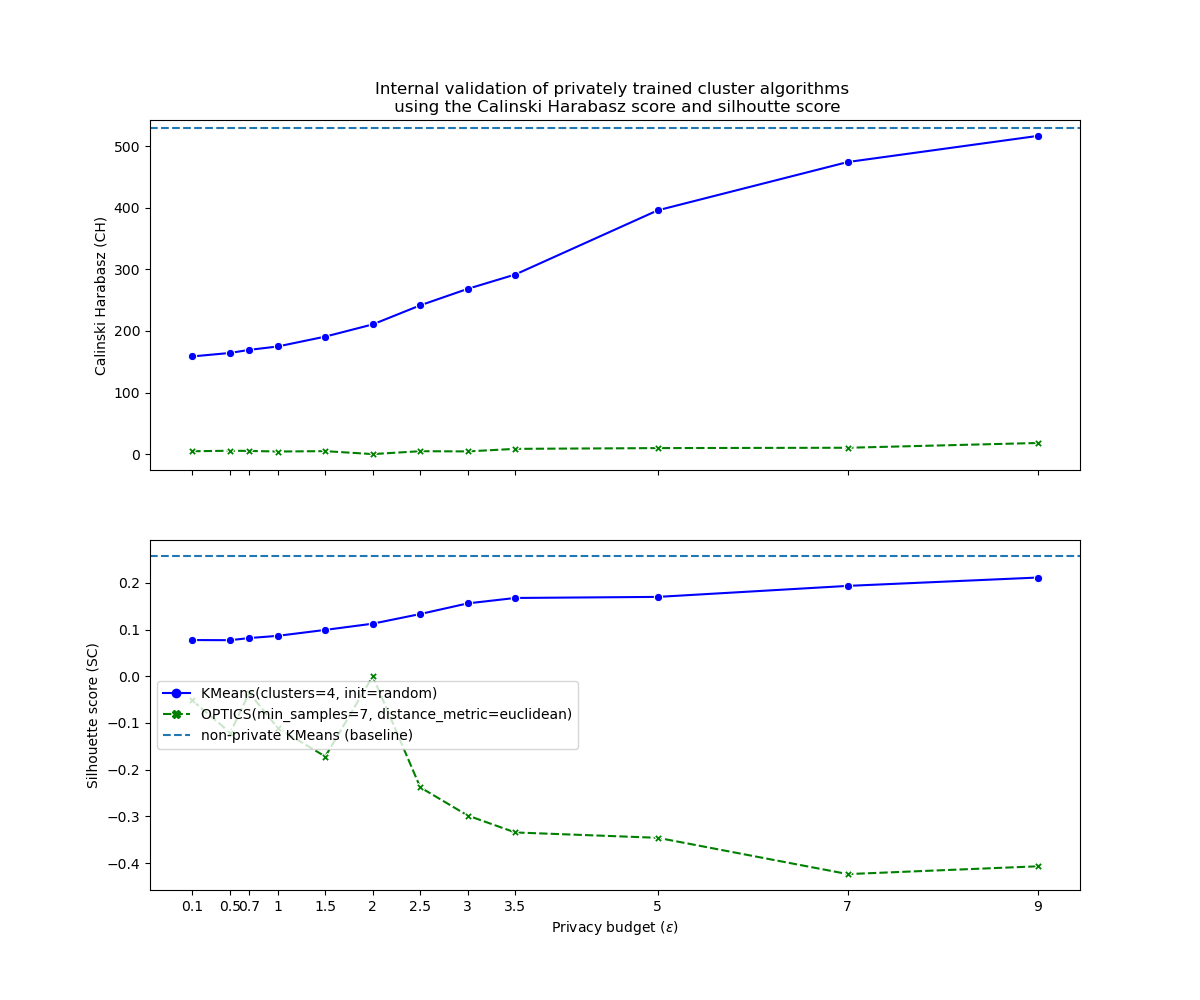 Internal validation of privately trained cluster algorithms
using the Calinski Harabasz score and silhoutte score
Calinski Harabasz (CH)
500
400
300
200
100
0
Silhouette score (SC)
0.2
0.1
0.0
−0.1
−0.2
−0.3
−0.4
KMeans(clusters=4, init=random)
OPTICS(min_samples=7, distance_metric=euclidean)
non-private KMeans (baseline)
0.1 0.5 0.7 1 1.5 2 2.5 3 3.5 5 7 9
Privacy budget (ε)